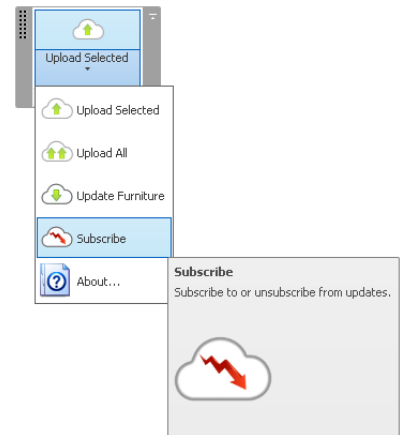 Upload Selected
Upload Selected
Upload All
Update Furniture
Subscribe
About...
Subscribe
Subscribe to or unsubscribe from updates.